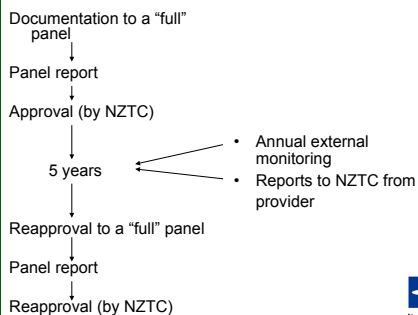 Documentation to a “full”
panel
Panel report
Approval (by NZTC)
• Annual external
monitoring
5 years
• Reports to NZTC from
provider
Reapproval to a “full” panel
Panel report
Reapproval (by NZTC)